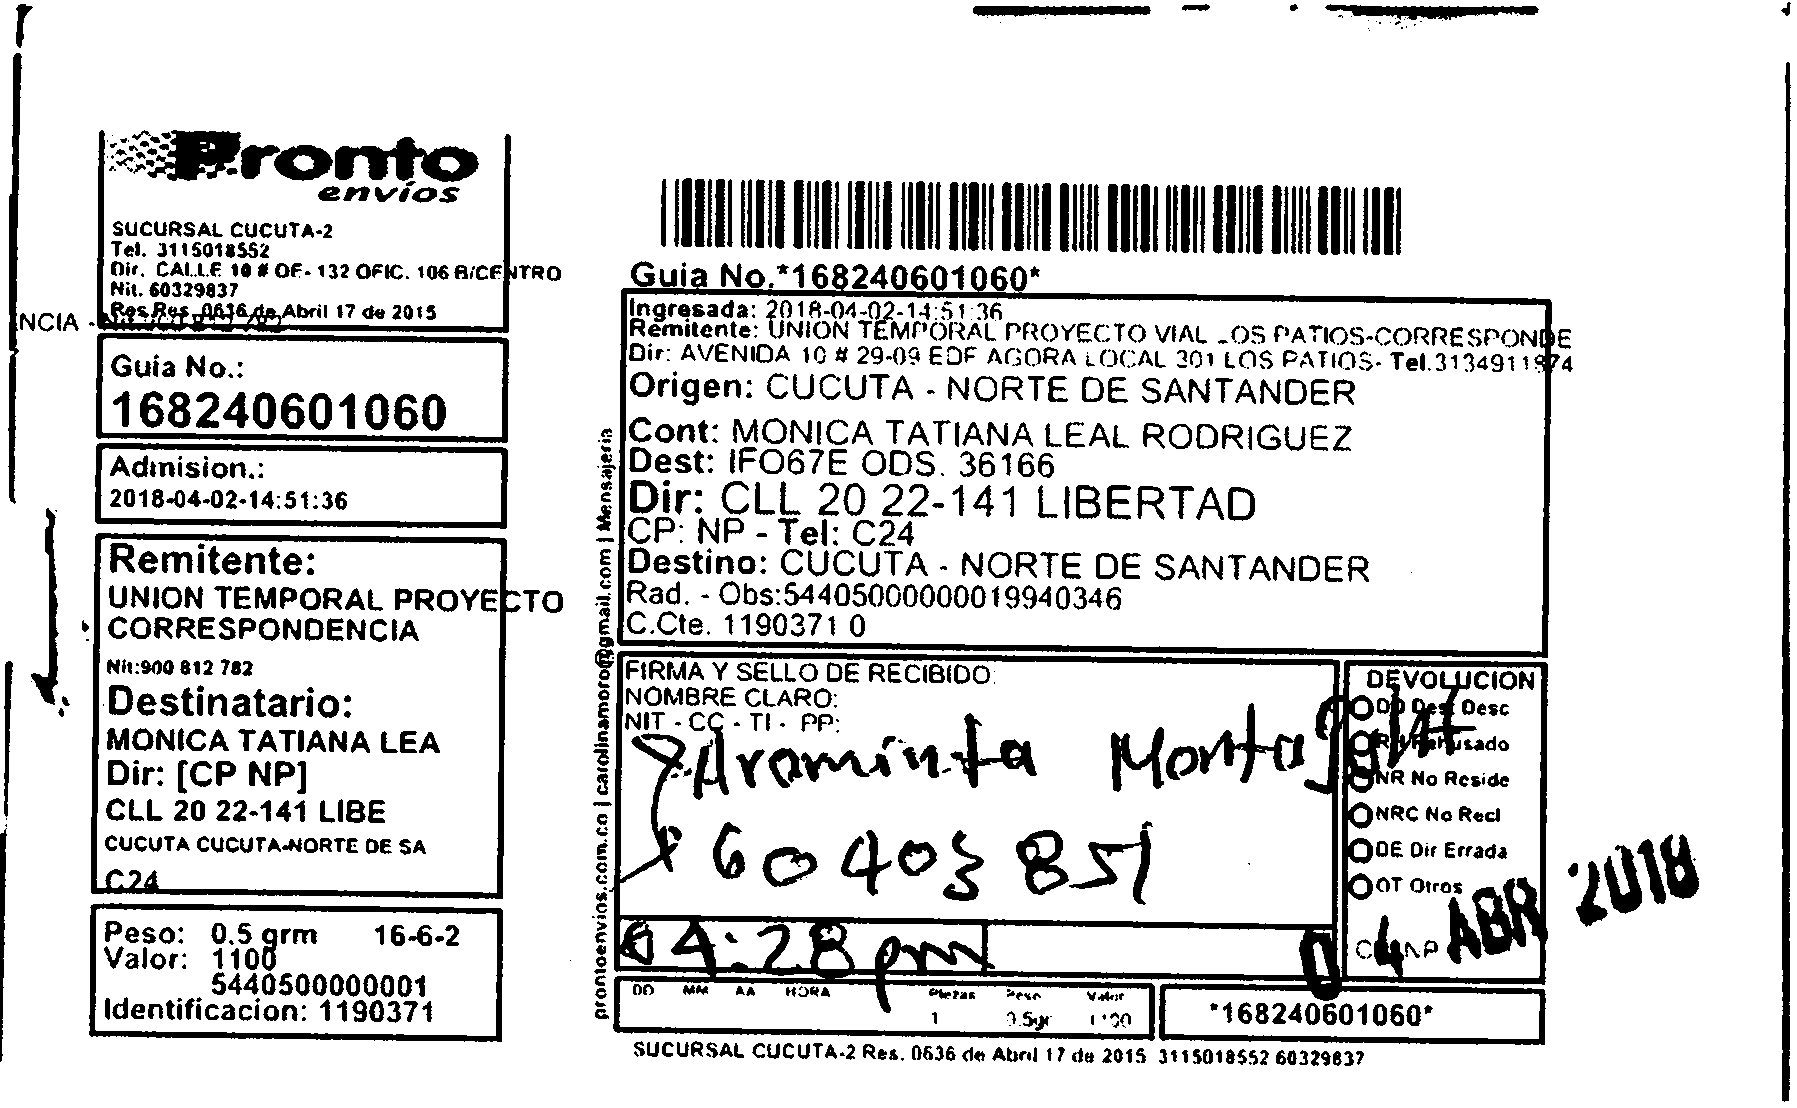 Pronto
envíos
SUCURSAL CUCUTA-2
Tel. 3115018552
Dir. CALLE 10 # OE- 132 OFIC. 106 B/CENTRO
Nit. 60329837
Res.Res. 0636 de Abril 17 de 2015
NCIA -
Guia No.:
168240601060
Admision.:
2018-04-02-14:51:36
Remitente:
UNION TEMPORAL PROYECTO
CORRESPONDENCIA
Nit:900 812 782
Destinatario:
MONICA TATIANA LEA
Dir: [CP NP]
CLL 20 22-141 LIBE
CUCUTA CUCUTA-NORTE DE SA
C24
Peso: 0.5 grm 16-6-2
Valor: 1100
5440500000001
Identificacion: 1190371
prontoenvios.com.co | carolinamoro@gmail.com | Mensajeria
Guia No.*168240601060*
Ingresada: 2018-04-02-14:51:36
Remitente: UNION TEMPORAL PROYECTO VIAL LOS PATIOS-CORRESPONDE
Dir: AVENIDA 10 # 29-09 EDF AGORA LOCAL 301 LOS PATIOS- Tel.3134911874
Origen: CUCUTA - NORTE DE SANTANDER
Cont: MONICA TATIANA LEAL RODRIGUEZ
Dest: IFO67E ODS. 36166
Dir: CLL 20 22-141 LIBERTAD
CP: NP - Tel: C24
Destino: CUCUTA - NORTE DE SANTANDER
Rad. - Obs:54405000000019940346
C.Cte. 1190371 0
FIRMA Y SELLO DE RECIBIDO:
NOMBRE CLARO:
NIT - CC - TI - PP:
Araminta
60403851
04:28 pm
DEVOLUCION
DD Dest Desc
RH Rehusado
NR No Reside
NRC No Recl
DE Dir Errada
OT Otros
NP
04 ABR 2018
DD MM AA HORA Piezas Peso Valor
1 0.5gr 1100
*168240601060*
SUCURSAL CUCUTA-2 Res. 0636 de Abril 17 de 2015 3115018552 60329837